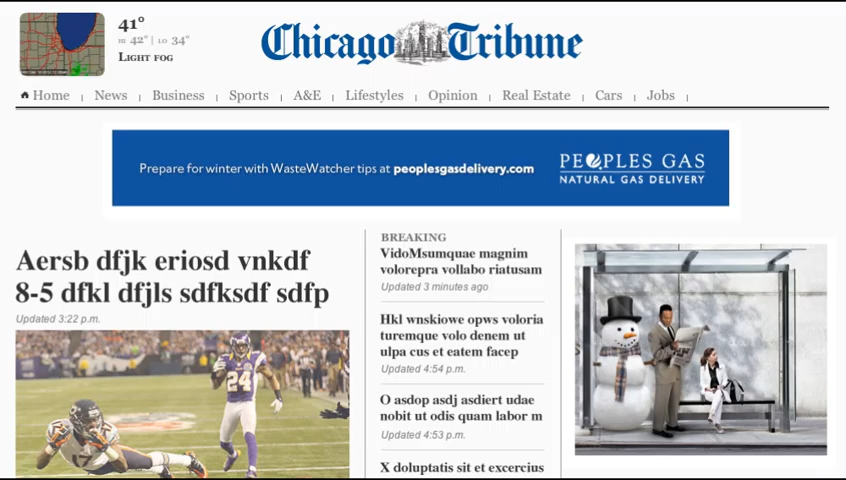 41°
HI 42° | LO 34°
LIGHT FOG
Chicago Tribune
Home | News | Business | Sports | A&E | Lifestyles | Opinion | Real Estate | Cars | Jobs |
Prepare for winter with WasteWatcher tips at peoplesgasdelivery.com
PEOPLES GAS
NATURAL GAS DELIVERY
Aersb dfjk eriosd vnkdf
8-5 dfkl dfjls sdfksdf sdfp
Updated 3:22 p.m.
24
17
BREAKING
VidoMsumquae magnim
volorepra vollabo riatusam
Updated 3 minutes ago
Hkl wnskiowe opws voloria
turemque volo denem ut
ulpa cus et eatem facep
Updated 4:54 p.m.
O asdop asdj asdiert udae
nobit ut odis quam labor m
Updated 4:53 p.m.
X doluptatis sit et excercius